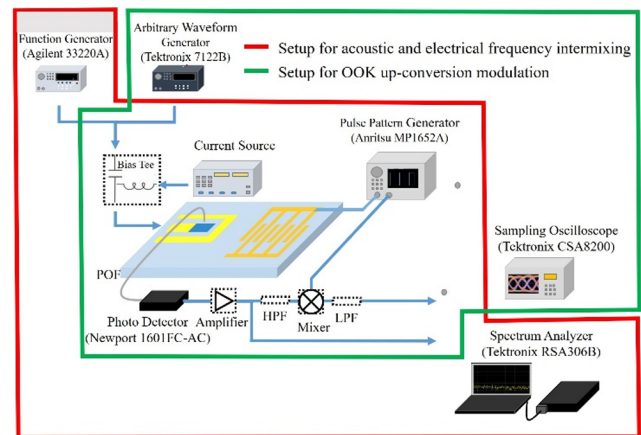 Function Generator
(Agilent 33220A)
Arbitrary Waveform
Generator
(Tektronix 7122B)
Setup for acoustic and electrical frequency intermixing
Setup for OOK up-conversion modulation
Bias Tee
Current Source
Pulse Pattern Generator
(Anritsu MP1652A)
Sampling Oscilloscope
(Tektronix CSA8200)
POF
Photo Detector
(Newport 1601FC-AC)
Amplifier
HPF
Mixer
LPF
Spectrum Analyzer
(Tektronix RSA306B)